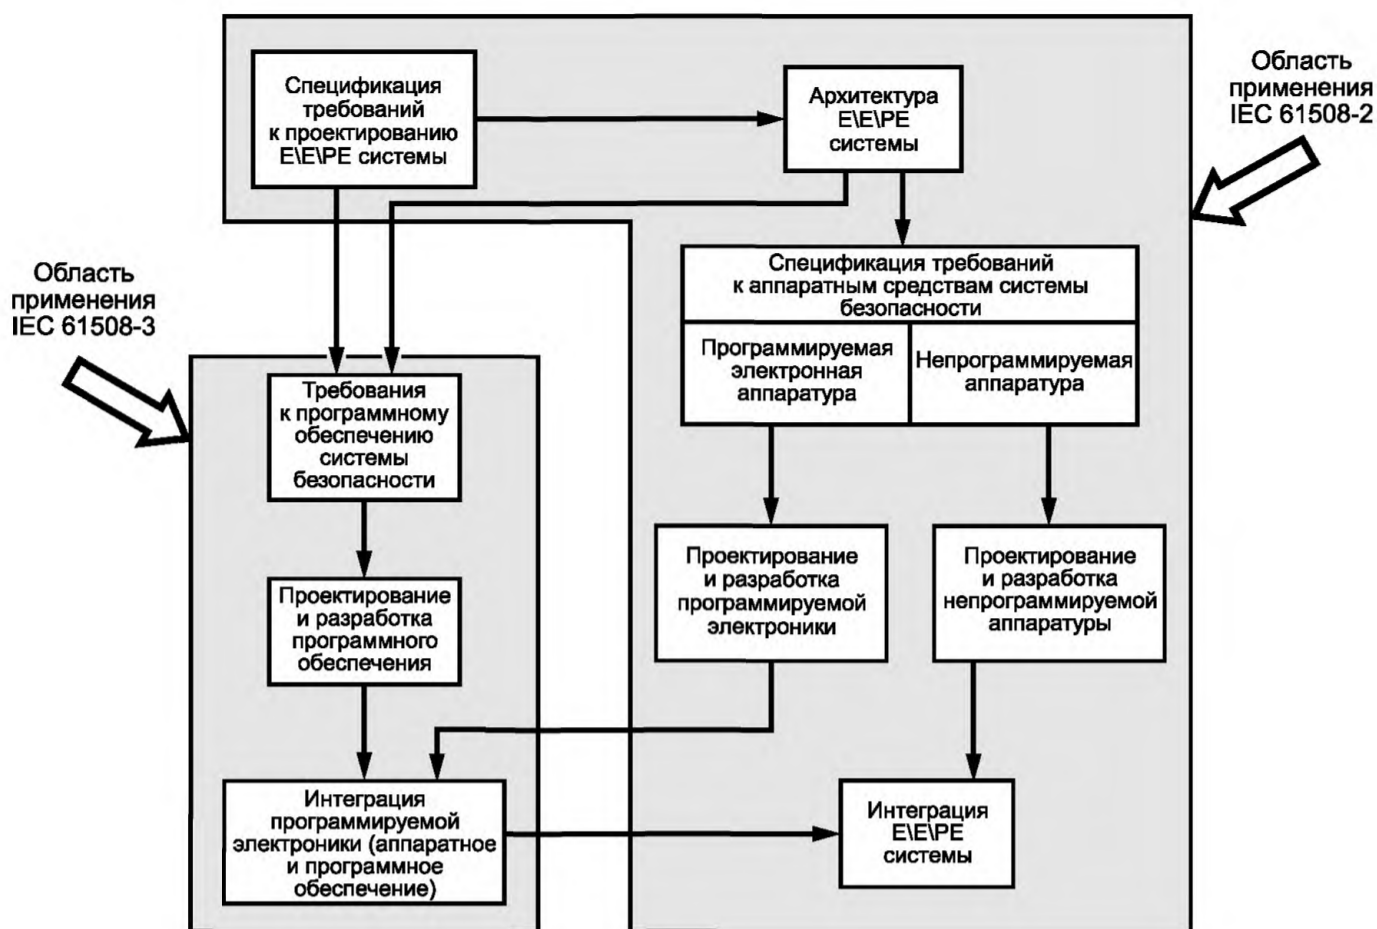 Спецификация
требований
к проектированию
E\E\PE системы
Архитектура
E\E\PE
системы
Область
применения
IEC 61508-2
Область
применения
IEC 61508-3
Спецификация требований
к аппаратным средствам системы
безопасности
Программируемая
электронная
аппаратура
Непрограммируемая
аппаратура
Требования
к программному
обеспечению
системы
безопасности
Проектирование
и разработка
программируемой
электроники
Проектирование
и разработка
непрограммируемой
аппаратуры
Проектирование
и разработка
программного
обеспечения
Интеграция
программируемой
электроники (аппаратное
и программное
обеспечение)
Интеграция
E\E\PE
системы